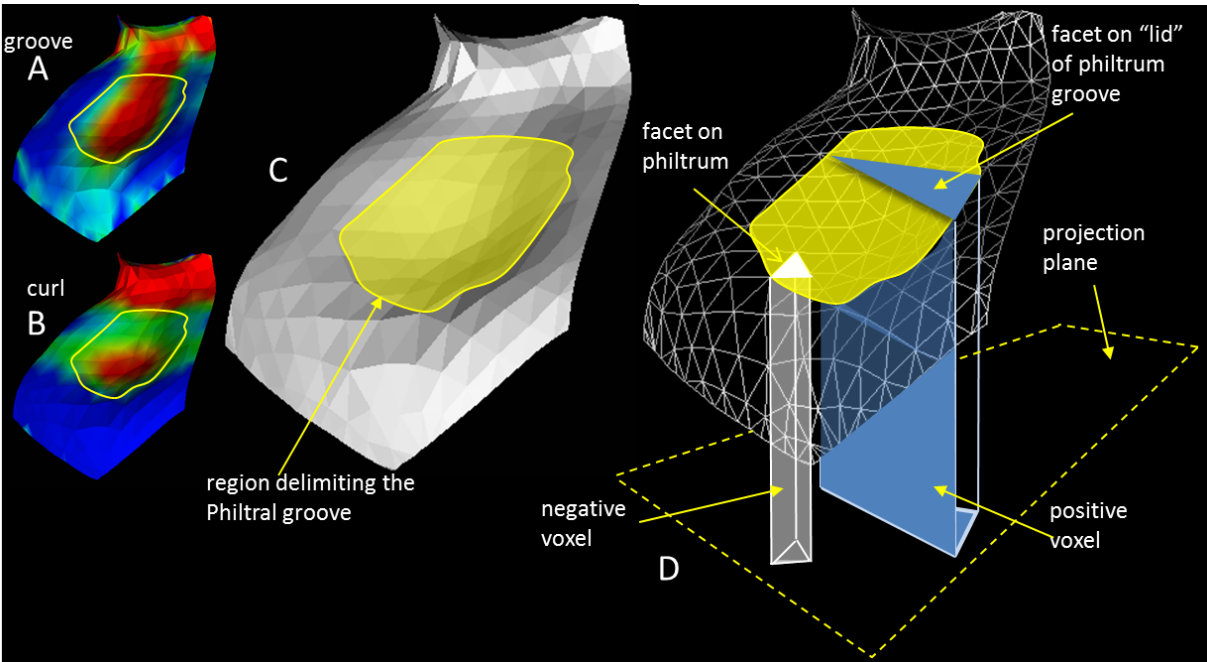 groove
A
curl
B
C
region delimiting the
Philtral groove
facet on “lid”
of philtrum
groove
facet on
philtrum
projection
plane
negative
voxel
positive
voxel
D